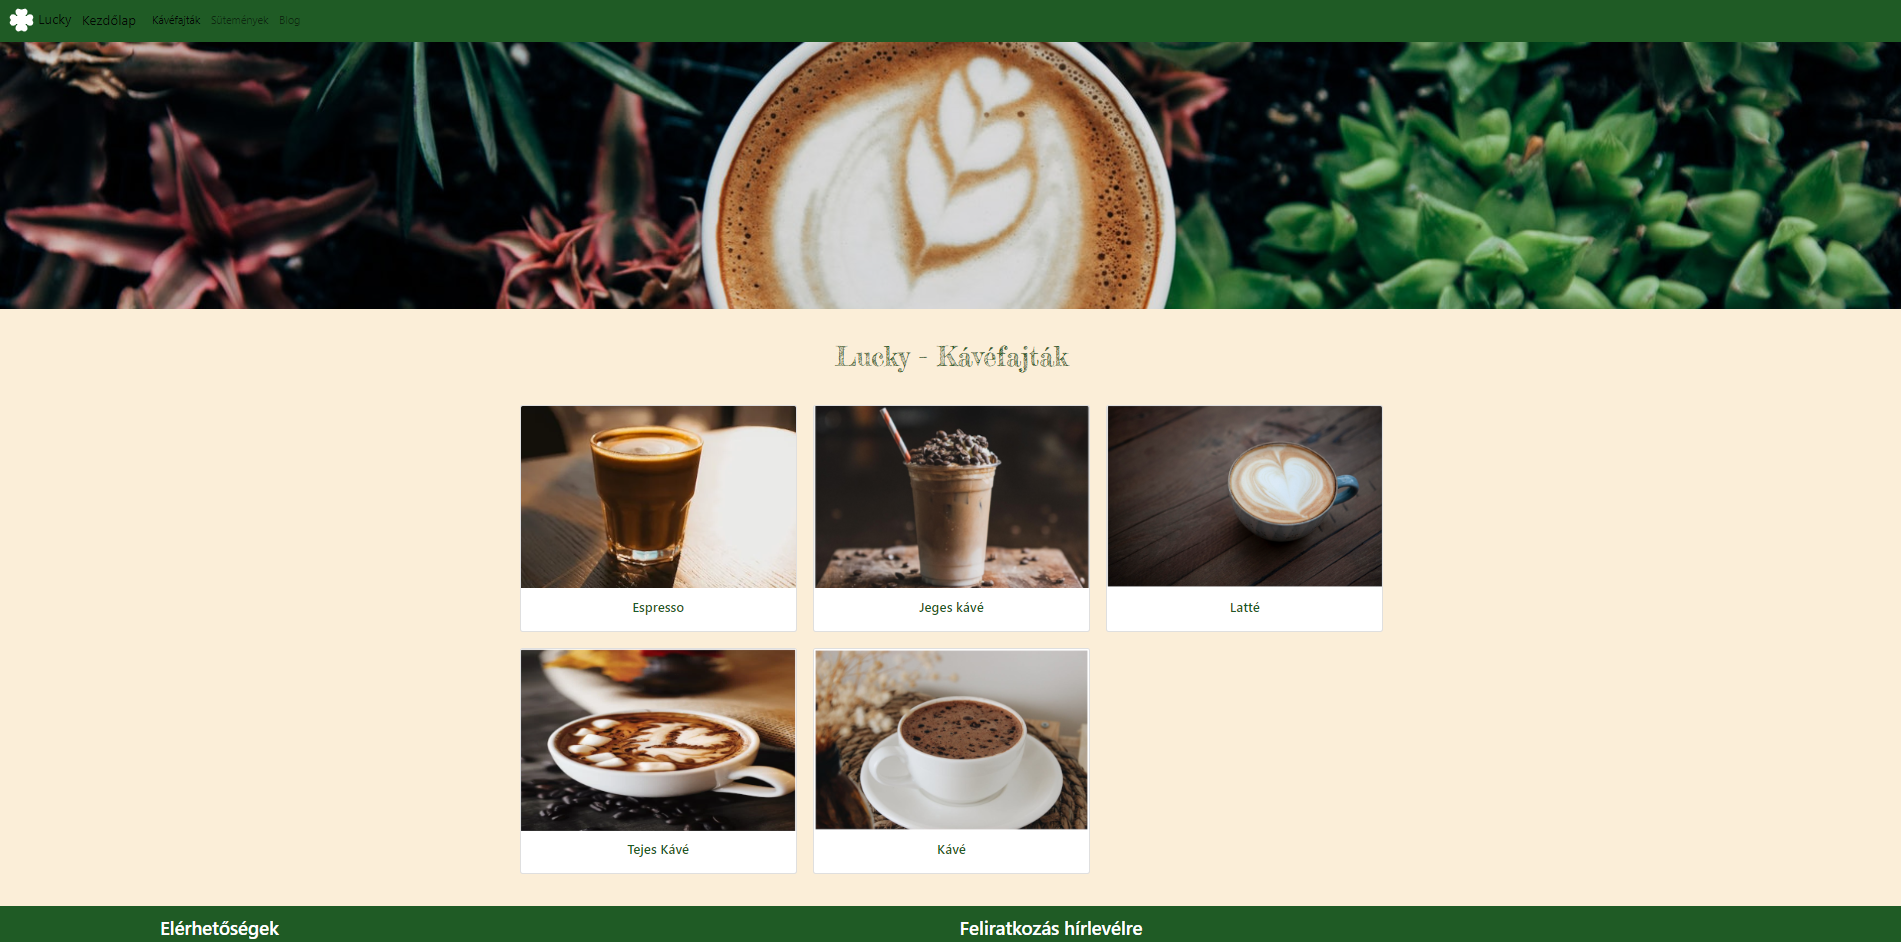 Lucky Kezdőlap Kávéfajták Sütemények Blog
Lucky - Kávéfajták
Espresso
Jeges kávé
Latté
Tejes Kávé
Kávé
Elérhetőségek
Feliratkozás hírlevélre